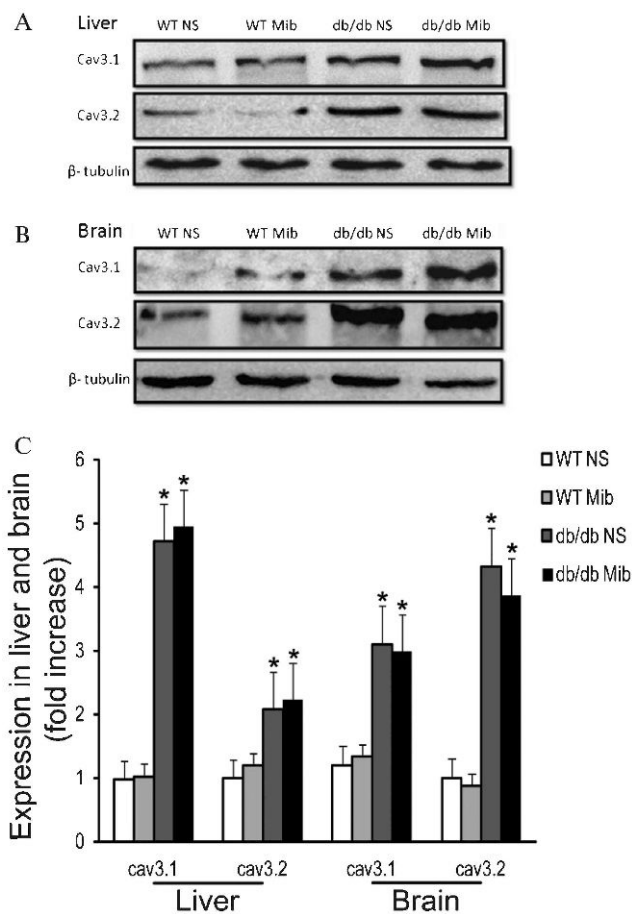 A Liver WT NS WT Mib db/db NS db/db Mib
Cav3.1
Cav3.2
β- tubulin
B Brain WT NS WT Mib db/db NS db/db Mib
Cav3.1
Cav3.2
β- tubulin
C
Expression in liver and brain
(fold increase)
6
5
4
3
2
1
0
* * * * * * * *
WT NS
WT Mib
db/db NS
db/db Mib
cav3.1 cav3.2 cav3.1 cav3.2
Liver Brain